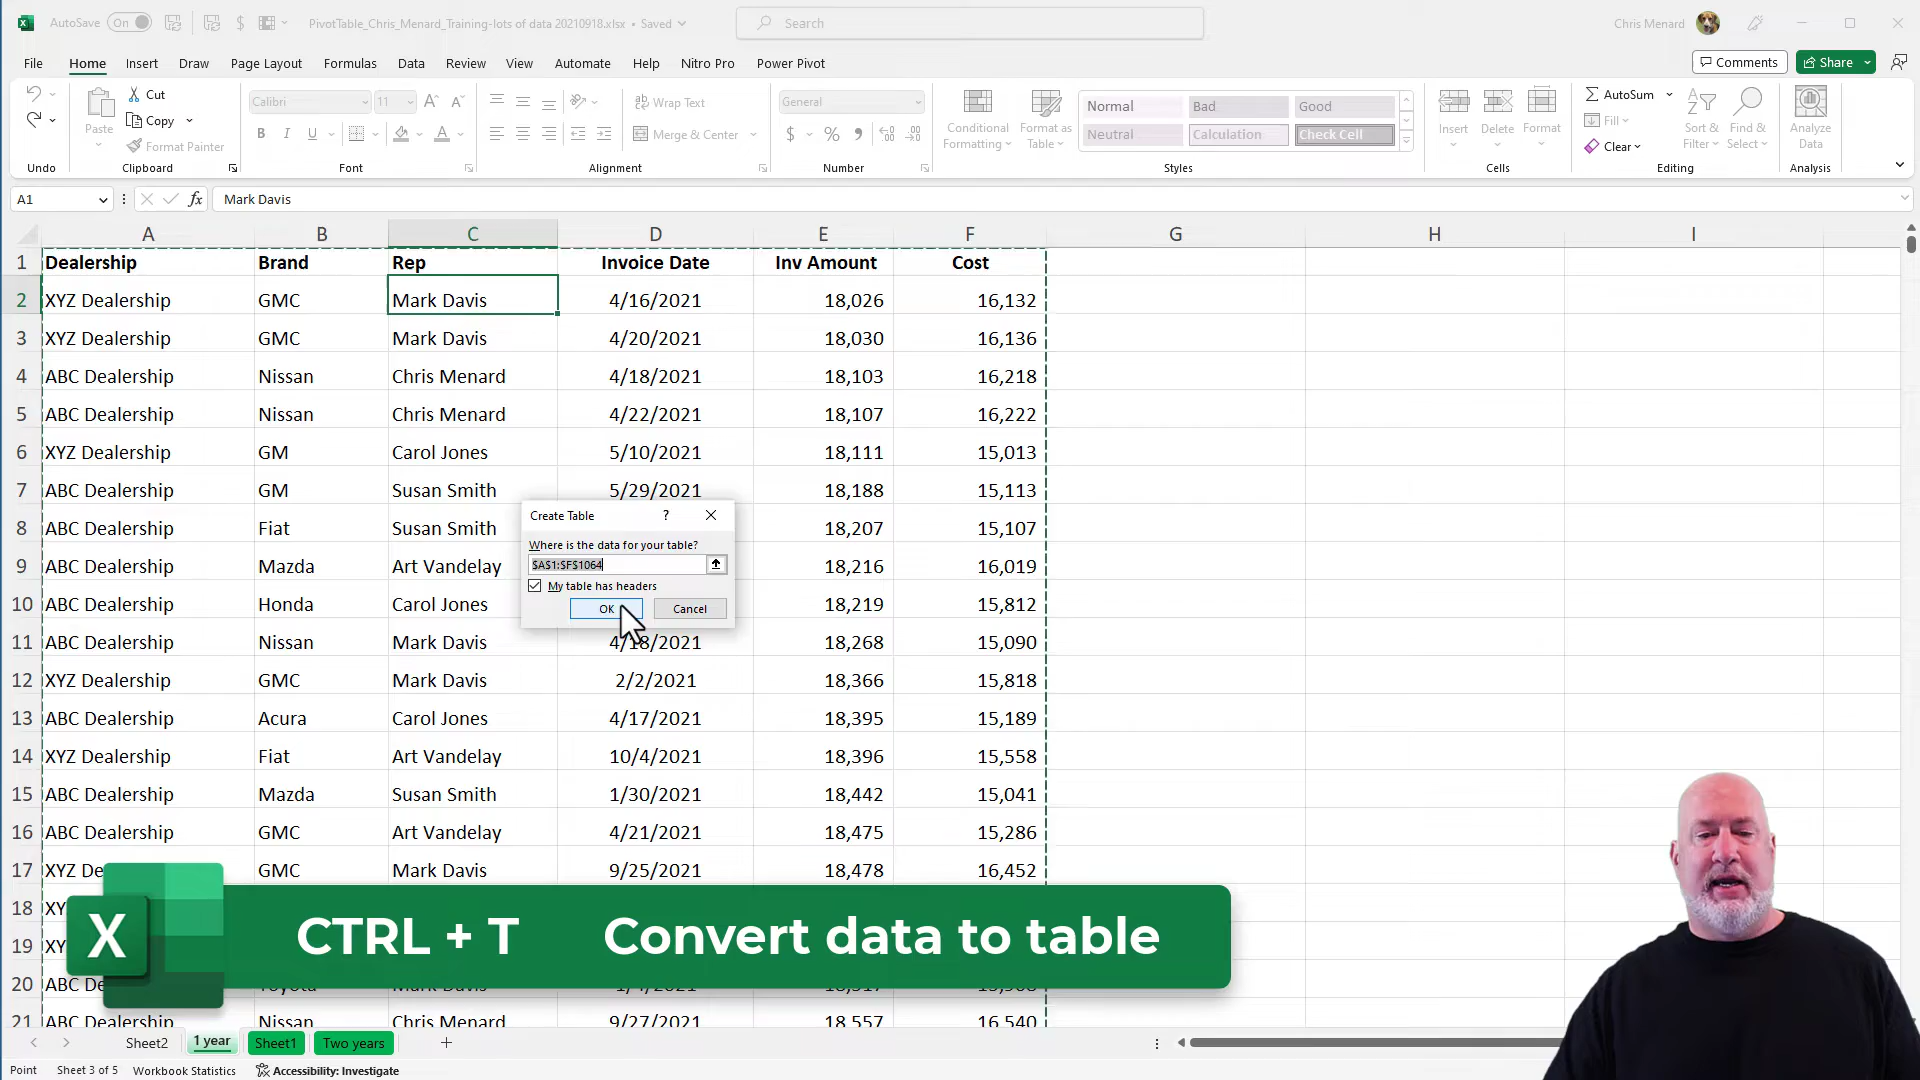 AutoSave On PivotTable_Chris_Menard_Training-lots of data 20210918.xlsx • Saved Search Chris Menard
File Home Insert Draw Page Layout Formulas Data Review View Automate Help Nitro Pro Power Pivot Comments Share
Paste Cut Copy Format Painter
Calibri 11 B I U A
Wrap Text Merge & Center
General $ % 9
Conditional Formatting Format as Table
Normal Bad Good
Neutral Calculation Check Cell
Insert Delete Format
AutoSum Fill Clear
Sort & Filter Find & Select
Analyze Data
Undo Clipboard Font Alignment Number Styles Cells Editing Analysis
A1 fx Mark Davis
A B C D E F G H I
1 Dealership Brand Rep Invoice Date Inv Amount Cost
2 XYZ Dealership GMC Mark Davis 4/16/2021 18,026 16,132
3 XYZ Dealership GMC Mark Davis 4/20/2021 18,030 16,136
4 ABC Dealership Nissan Chris Menard 4/18/2021 18,103 16,218
5 ABC Dealership Nissan Chris Menard 4/22/2021 18,107 16,222
6 XYZ Dealership GM Carol Jones 5/10/2021 18,111 15,013
7 ABC Dealership GM Susan Smith 5/29/2021 18,188 15,113
8 ABC Dealership Fiat Susan Smith 18,207 15,107
9 ABC Dealership Mazda Art Vandelay 18,216 16,019
10 ABC Dealership Honda Carol Jones 18,219 15,812
11 ABC Dealership Nissan Mark Davis 4/18/2021 18,268 15,090
12 XYZ Dealership GMC Mark Davis 2/2/2021 18,366 15,818
13 ABC Dealership Acura Carol Jones 4/17/2021 18,395 15,189
14 XYZ Dealership Fiat Art Vandelay 10/4/2021 18,396 15,558
15 ABC Dealership Mazda Susan Smith 1/30/2021 18,442 15,041
16 ABC Dealership GMC Art Vandelay 4/21/2021 18,475 15,286
17 XYZ De GMC Mark Davis 9/25/2021 18,478 16,452
18 XY
19 XY
20 ABC De
21 ABC Dealership Nissan Chris Menard 9/27/2021 18,557 16,540
Create Table ?
Where is the data for your table?
$A$1:$F$1064
My table has headers
OK Cancel
X CTRL + T Convert data to table
Sheet2 1 year Sheet1 Two years
Point Sheet 3 of 5 Workbook Statistics Accessibility: Investigate